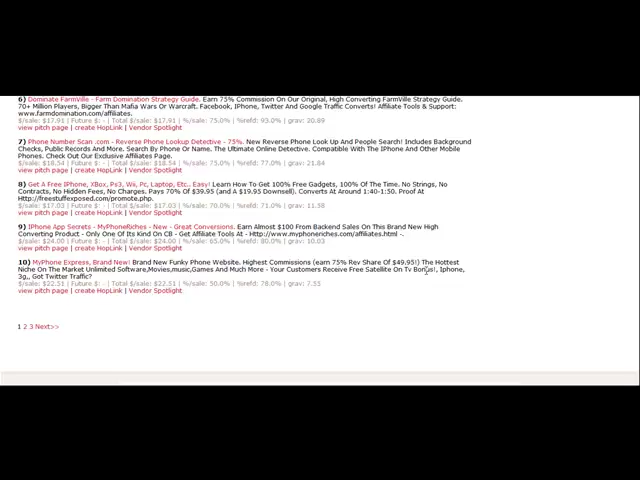 6) Dominate FarmVille - Farm Domination Strategy Guide. Earn 75% Commission On Our Original, High Converting FarmVille Strategy Guide.
70+ Million Players, Bigger Than Mafia Wars Or Warcraft. Facebook, IPhone, Twitter And Google Traffic Converts! Affiliate Tools & Support:
www.farmdomination.com/affiliates.
$/sale: $17.91 | Future $: - | Total $/sale: $17.91 | %/sale: 75.0% | %refd: 93.0% | grav: 20.89
view pitch page | create HopLink | Vendor Spotlight
7) Phone Number Scan .com - Reverse Phone Lookup Detective - 75%. New Reverse Phone Look Up And People Search! Includes Background
Checks, Public Records And More. Search By Phone Or Name. The Ultimate Online Detective. Compatible With The IPhone And Other Mobile
Phones. Check Out Our Exclusive Affiliates Page.
$/sale: $18.54 | Future $: - | Total $/sale: $18.54 | %/sale: 75.0% | %refd: 77.0% | grav: 21.84
view pitch page | create HopLink | Vendor Spotlight
8) Get A Free IPhone, XBox, Ps3, Wii, Pc, Laptop, Etc.. Easy! Learn How To Get 100% Free Gadgets, 100% Of The Time. No Strings, No
Contracts, No Hidden Fees, No Charges. Pays 70% Of $39.95 (and A $19.95 Downsell). Converts At Around 1:40-1:50. Proof At
Http://freestuffexposed.com/promote.php.
$/sale: $17.03 | Future $: - | Total $/sale: $17.03 | %/sale: 70.0% | %refd: 71.0% | grav: 11.38
view pitch page | create HopLink | Vendor Spotlight
9) IPhone App Secrets - MyPhoneRiches - New - Great Conversions. Earn Almost $100 From Backend Sales On This Brand New High
Converting Product - Only One Of Its Kind On CB - Get Affiliate Tools At - Http://www.myphoneriches.com/affiliates.html -.
$/sale: $24.00 | Future $: - | Total $/sale: $24.00 | %/sale: 65.0% | %refd: 80.0% | grav: 10.03
view pitch page | create HopLink | Vendor Spotlight
10) MyPhone Express, Brand New! Brand New Funky Phone Website. Highest Commissions (earn 75% Rev Share Of $49.95!) The Hottest
Niche On The Market Unlimited Software,Movies,music,Games And Much More - Your Customers Receive Free Satellite On Tv Bonus!, Iphone,
3g,, Got Twitter Traffic?
$/sale: $22.51 | Future $: - | Total $/sale: $22.51 | %/sale: 50.0% | %refd: 78.0% | grav: 7.55
view pitch page | create HopLink | Vendor Spotlight
1 2 3 Next>>